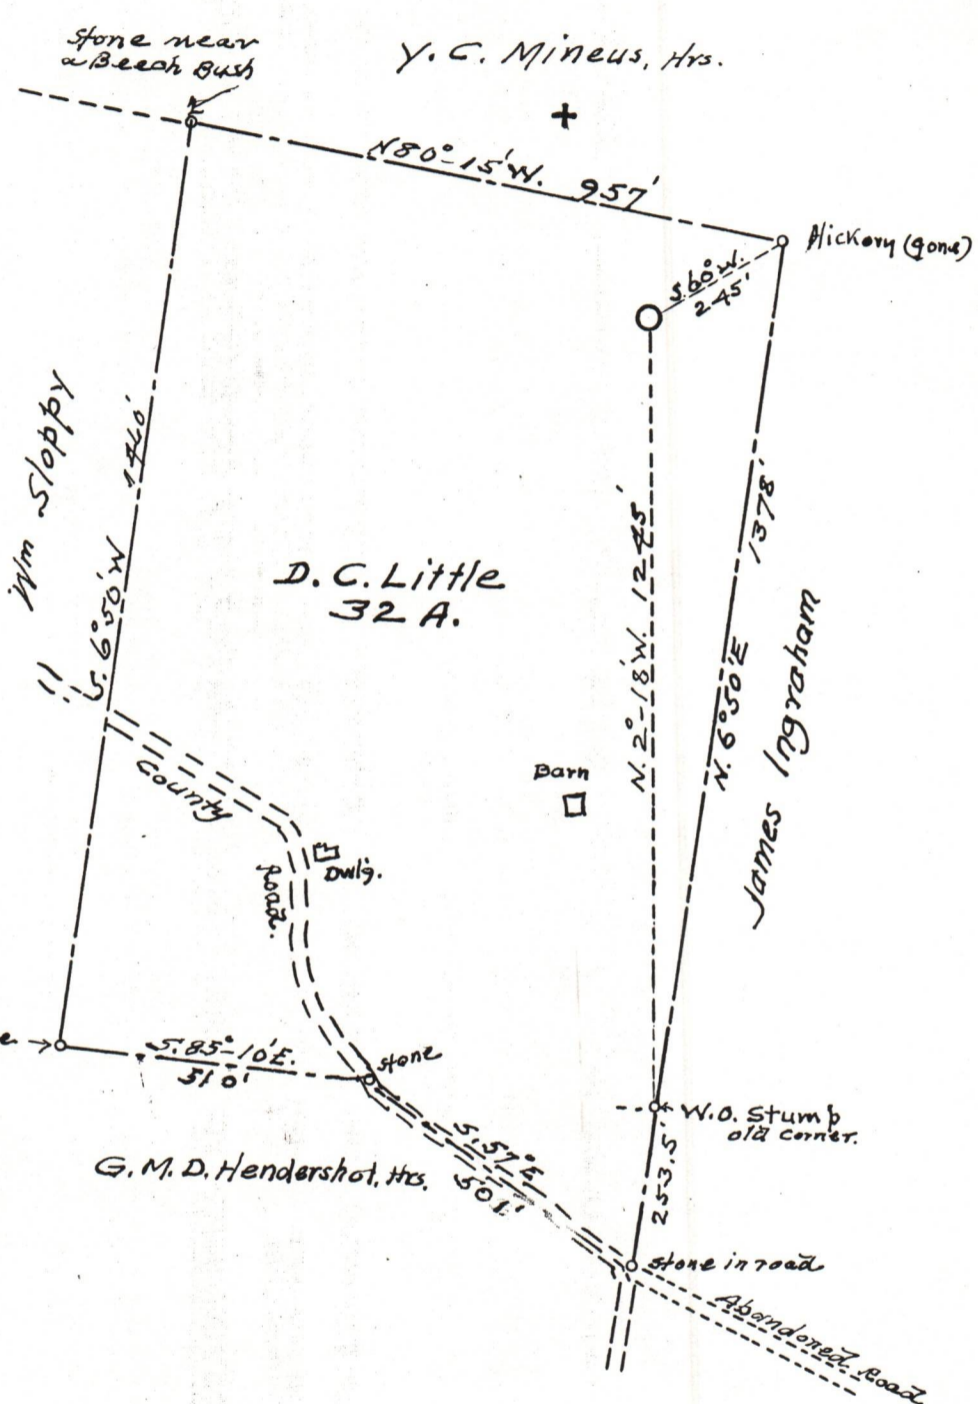 Stone near
a Beech Bush
Y. C. Mineus, Hrs.
N80°-15'W. 957'
Hickory (gone)
S.60°W.
245'
Wm Sloppy
S. 6°50'W 1460'
D. C. Little
32 A.
N. 2°-18'W. 1245'
N. 6°50'E 1378'
James Ingraham
Barn
County
Road.
Dwlg.
S.85°-10'E.
510'
Stone
W.O. Stump
old corner.
253.5'
S.57°E
501'
G. M. D. Hendershot, Hrs.
Stone in road
Abandoned Road